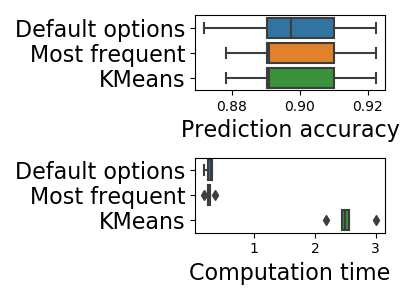 Default options
Most frequent
KMeans
0.88 0.90 0.92
Prediction accuracy
Default options
Most frequent
KMeans
1 2 3
Computation time